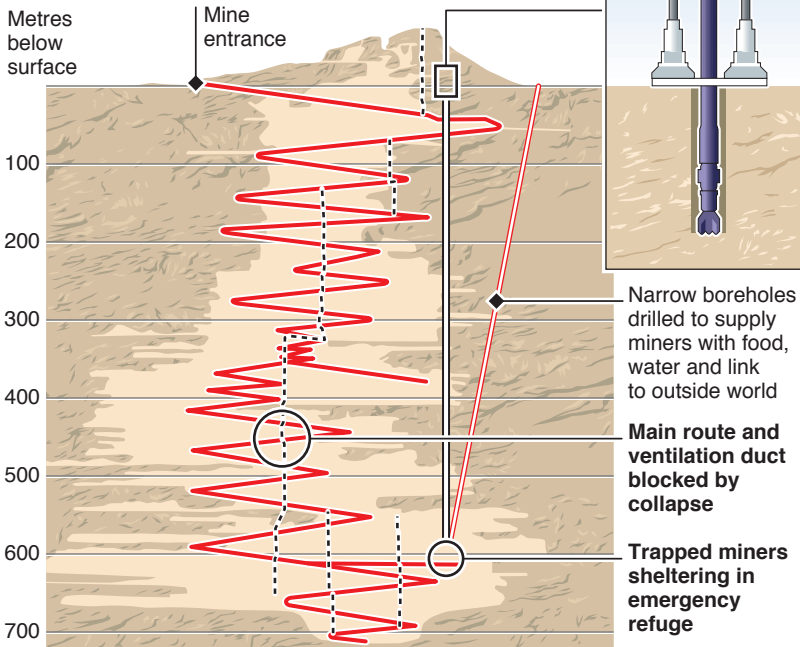 Metres
below
surface
Mine
entrance
100
200
300
400
500
600
700
Narrow boreholes
drilled to supply
miners with food,
water and link
to outside world
Main route and
ventilation duct
blocked by
collapse
Trapped miners
sheltering in
emergency
refuge